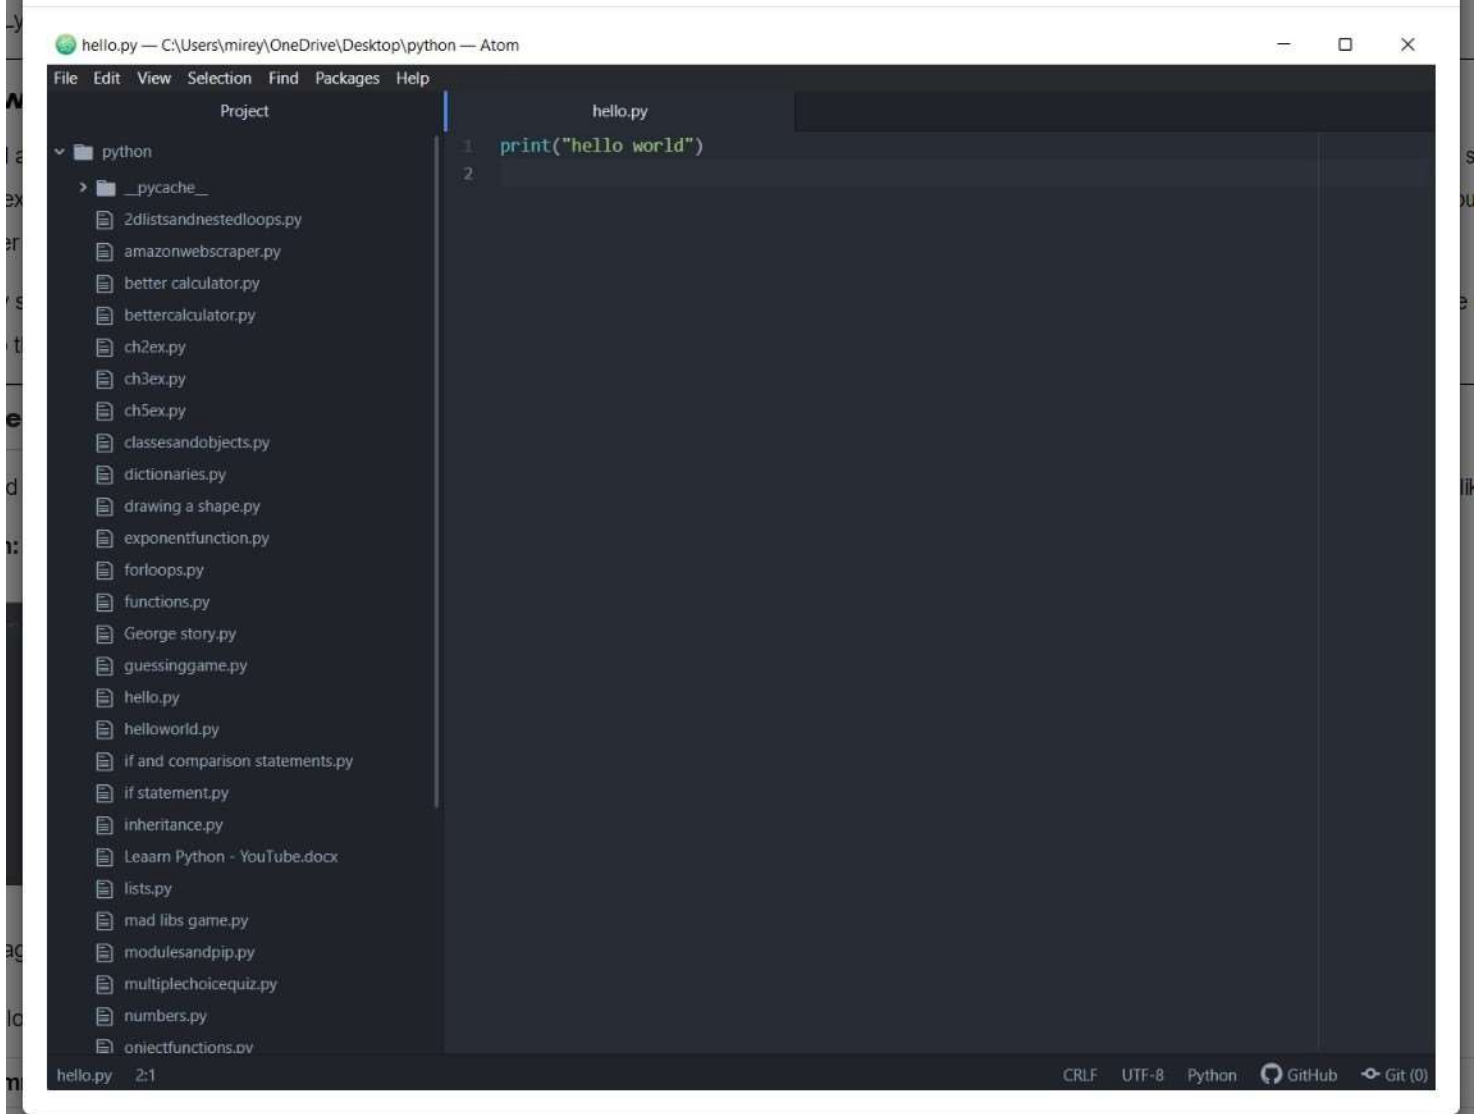 hello.py — C:\Users\mirey\OneDrive\Desktop\python — Atom
File Edit View Selection Find Packages Help
Project
hello.py
python
__pycache__
2dlistsandnestedloops.py
amazonwebscraper.py
better calculator.py
bettercalculator.py
ch2ex.py
ch3ex.py
ch5ex.py
classesandobjects.py
dictionaries.py
drawing a shape.py
exponentfunction.py
forloops.py
functions.py
George story.py
guessinggame.py
hello.py
helloworld.py
if and comparison statements.py
if statement.py
inheritance.py
Leaarn Python - YouTube.docx
lists.py
mad libs game.py
modulesandpip.py
multiplechoicequiz.py
numbers.py
onjectfunctions.py
1 print("hello world")
2
hello.py 2:1 CRLF UTF-8 Python GitHub Git (0)